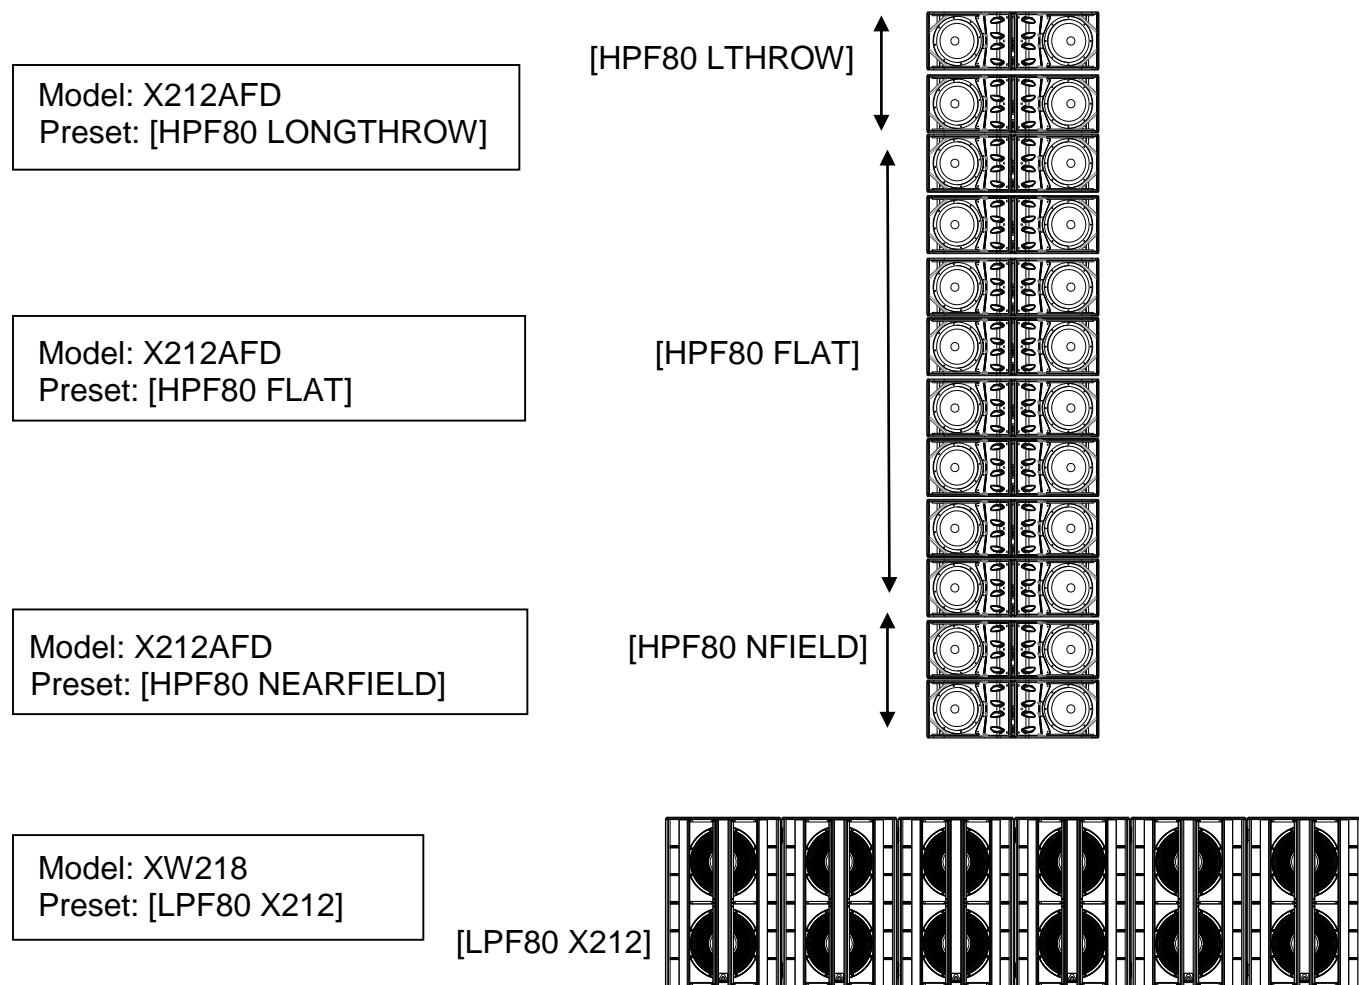 [HPF80 LTHROW]
Model: X212AFD
Preset: [HPF80 LONGTHROW]
Model: X212AFD
Preset: [HPF80 FLAT]
[HPF80 FLAT]
Model: X212AFD
Preset: [HPF80 NEARFIELD]
[HPF80 NFIELD]
Model: XW218
Preset: [LPF80 X212]
[LPF80 X212]